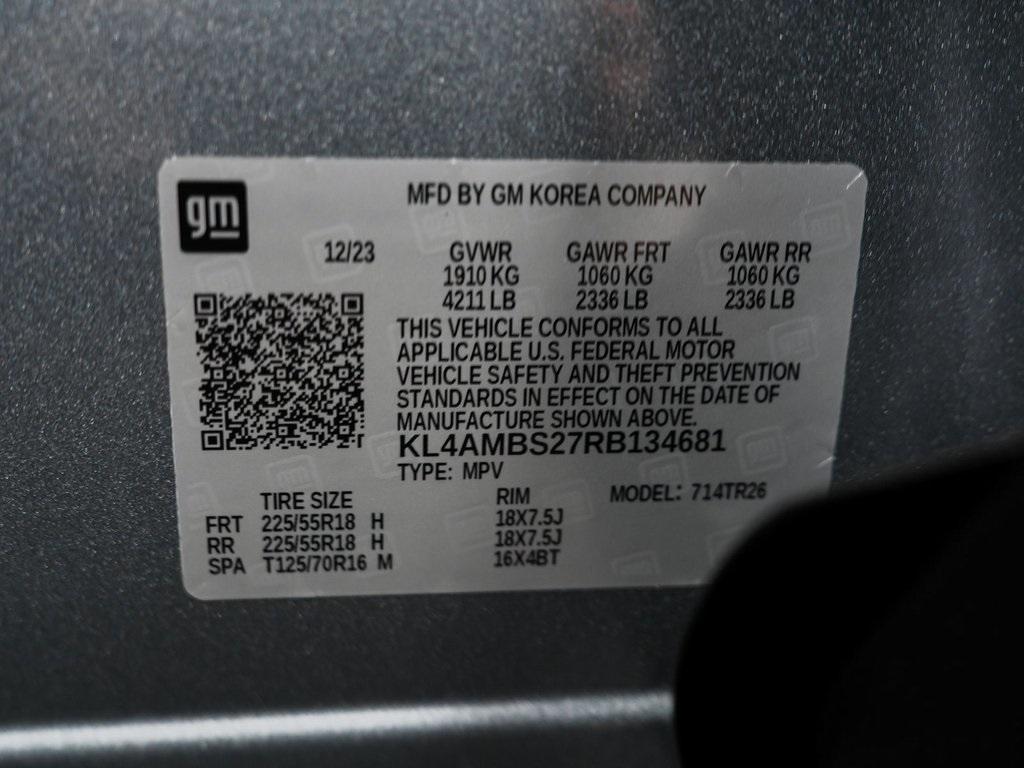 gm
MFD BY GM KOREA COMPANY
12/23 GVWR GAWR FRT GAWR RR
1910 KG 1060 KG 1060 KG
4211 LB 2336 LB 2336 LB
THIS VEHICLE CONFORMS TO ALL
APPLICABLE U.S. FEDERAL MOTOR
VEHICLE SAFETY AND THEFT PREVENTION
STANDARDS IN EFFECT ON THE DATE OF
MANUFACTURE SHOWN ABOVE.
KL4AMBS27RB134681
TYPE: MPV
TIRE SIZE RIM MODEL: 714TR26
FRT 225/55R18 H 18X7.5J
RR 225/55R18 H 18X7.5J
SPA T125/70R16 M 16X4BT